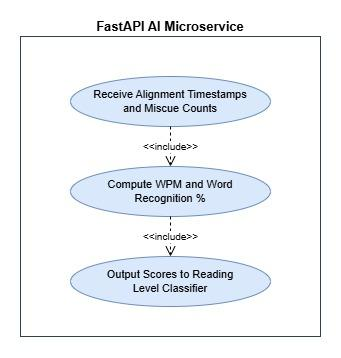 FastAPI AI Microservice
Receive Alignment Timestamps
and Miscue Counts
<<include>>
Compute WPM and Word
Recognition %
<<include>>
Output Scores to Reading
Level Classifier